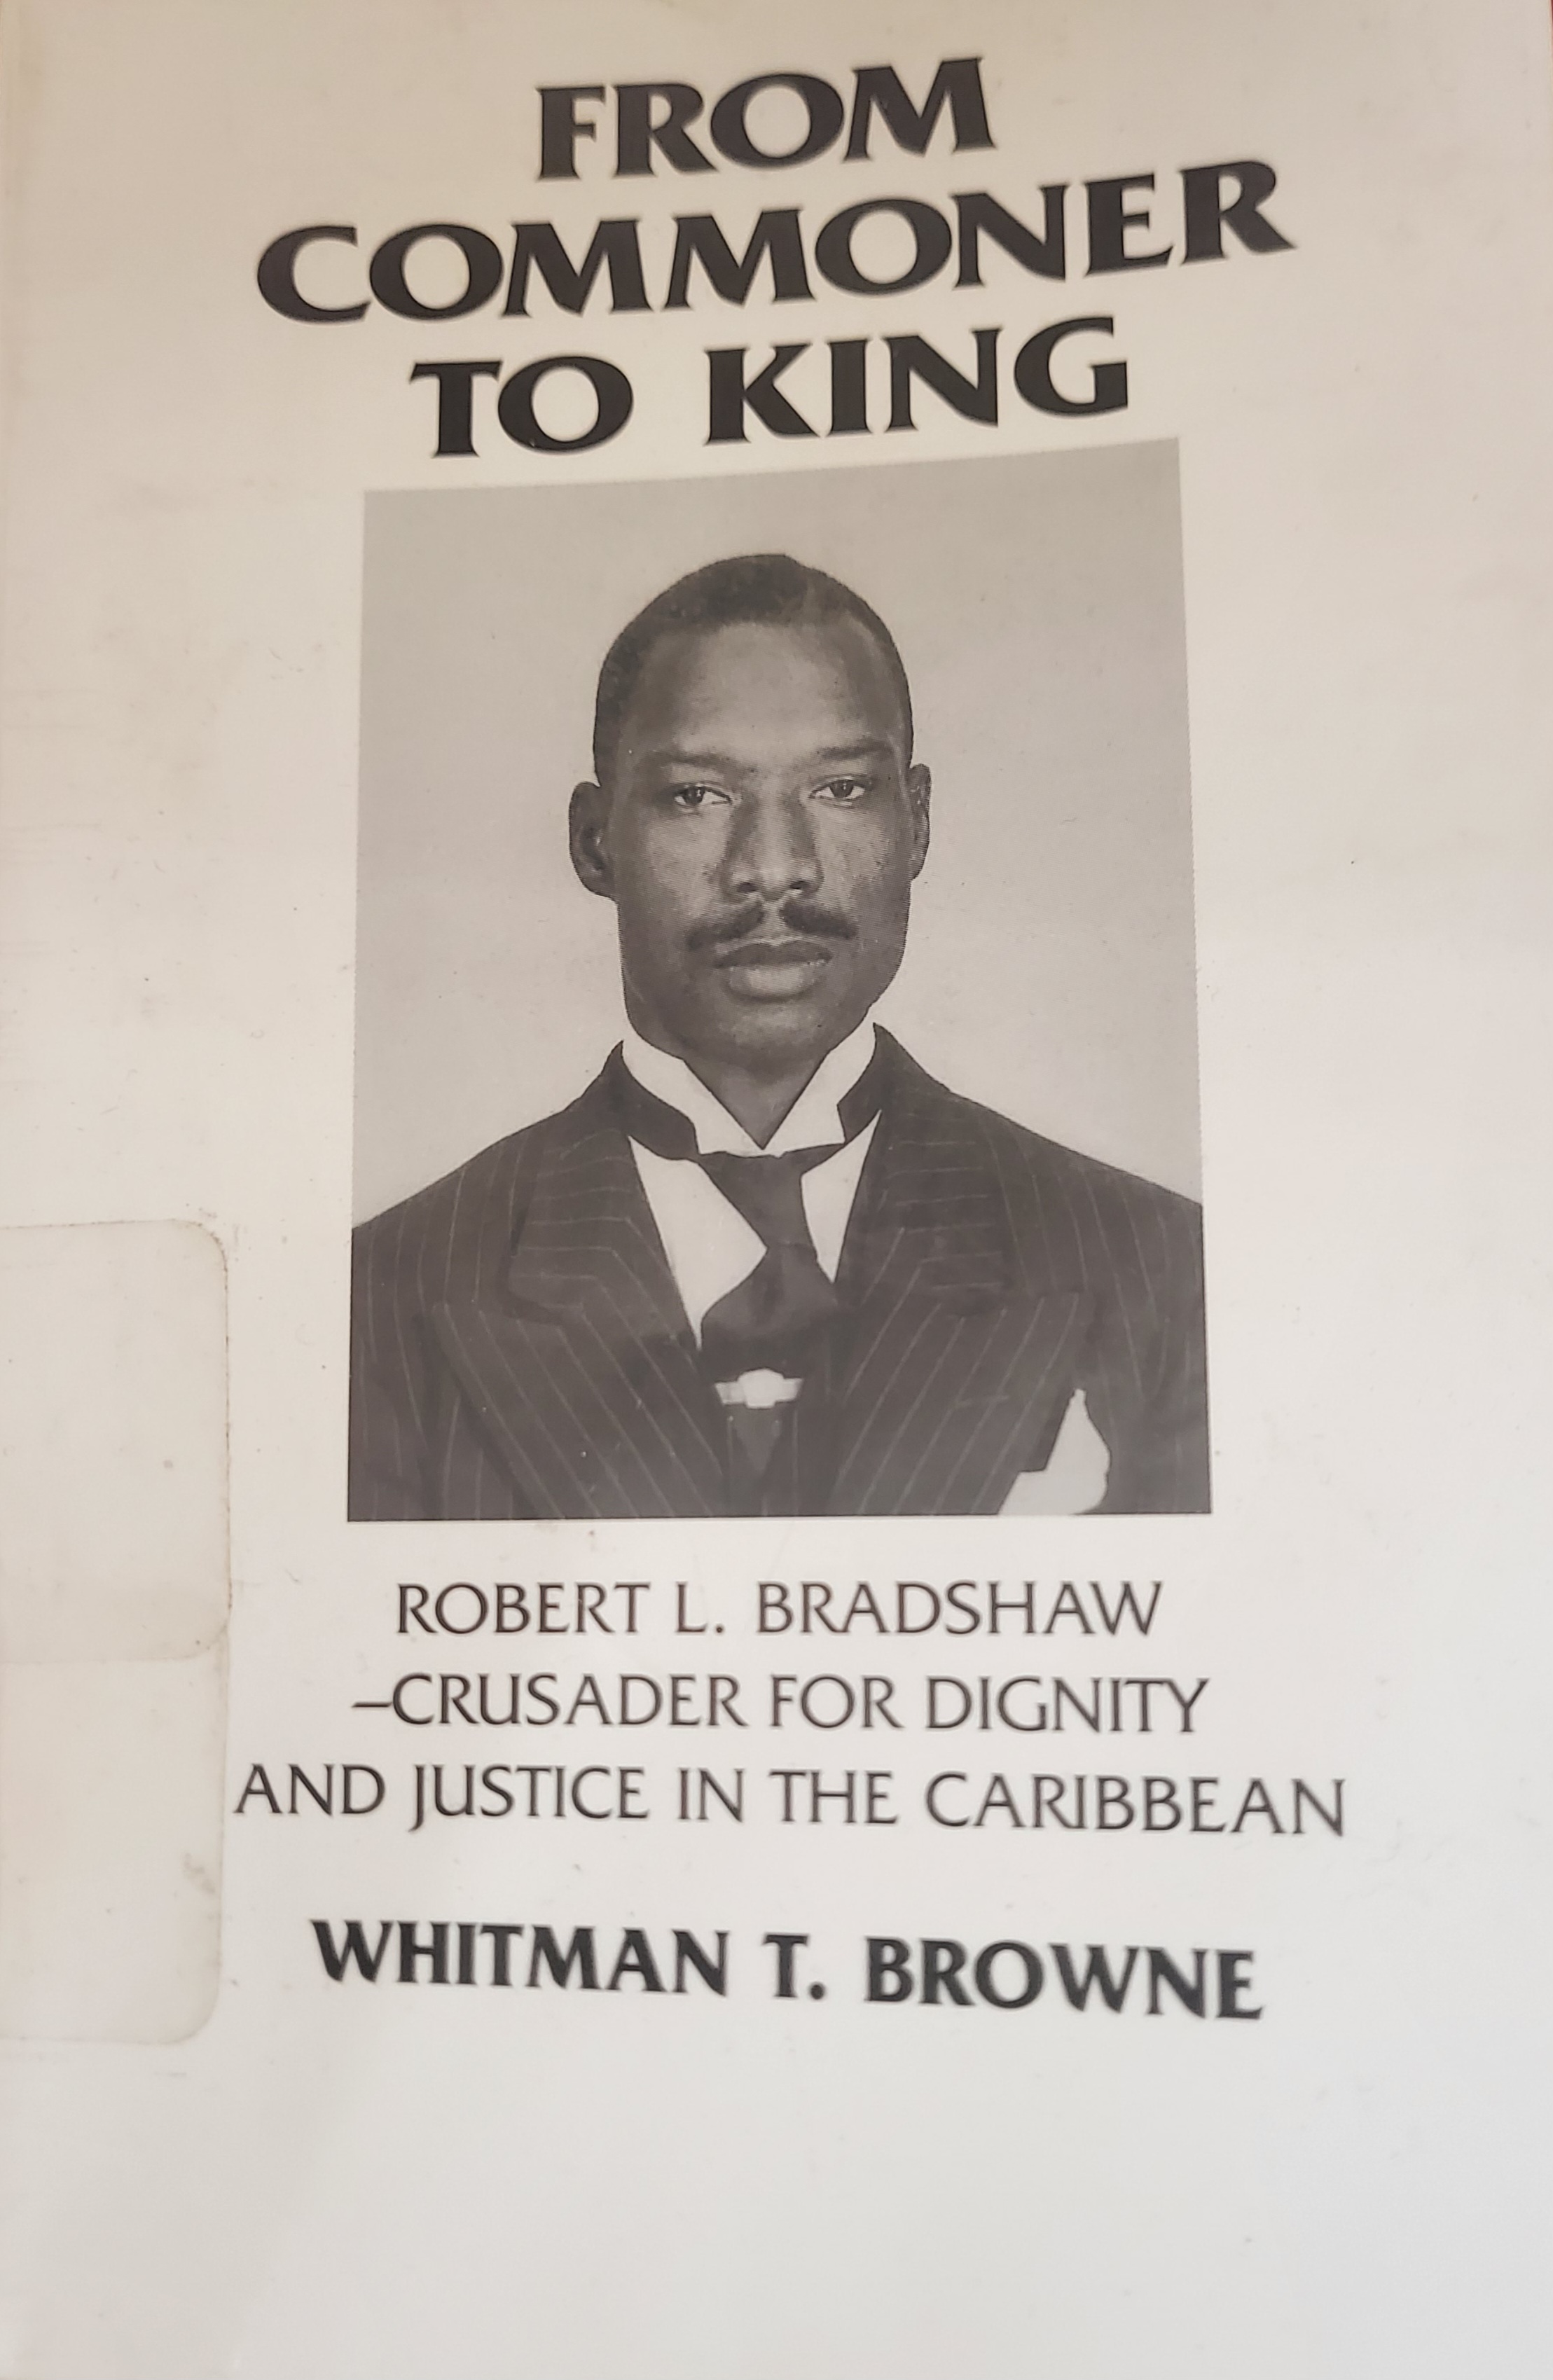 FROM
COMMONER
TO KING
ROBERT L. BRADSHAW
–CRUSADER FOR DIGNITY
AND JUSTICE IN THE CARIBBEAN
WHITMAN T. BROWNE